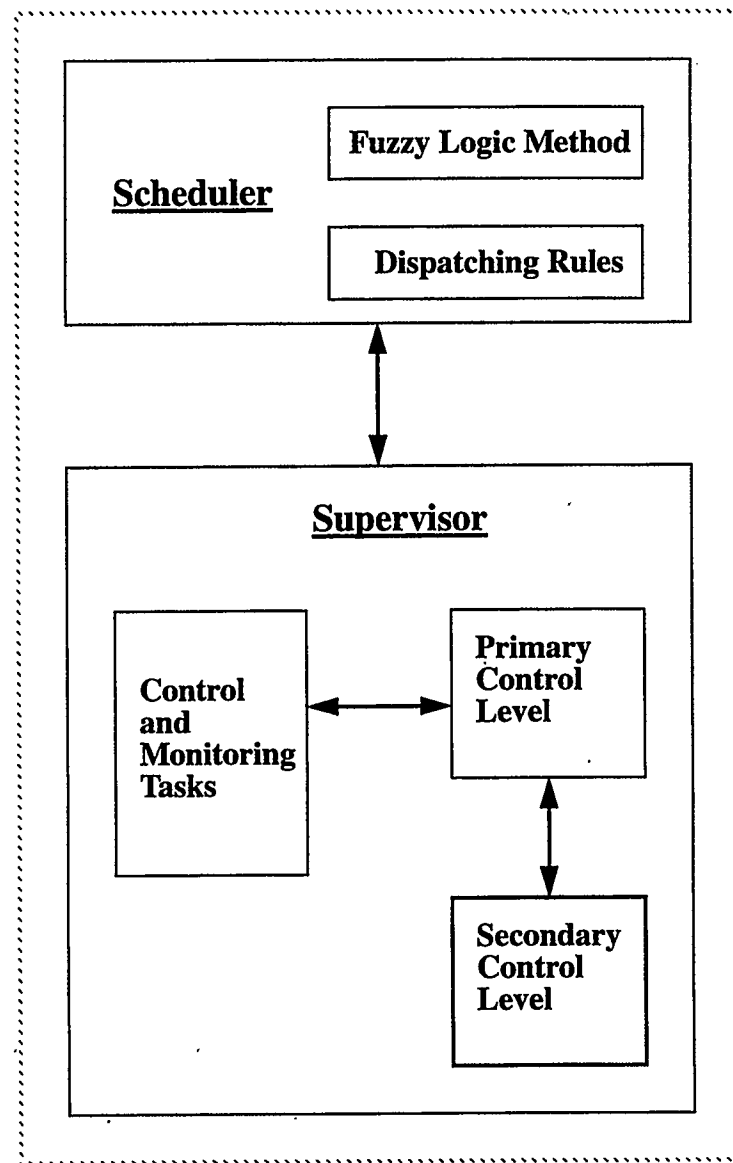 Fuzzy Logic Method
Scheduler
Dispatching Rules
Supervisor
Control
and
Monitoring
Tasks
Primary
Control
Level
Secondary
Control
Level